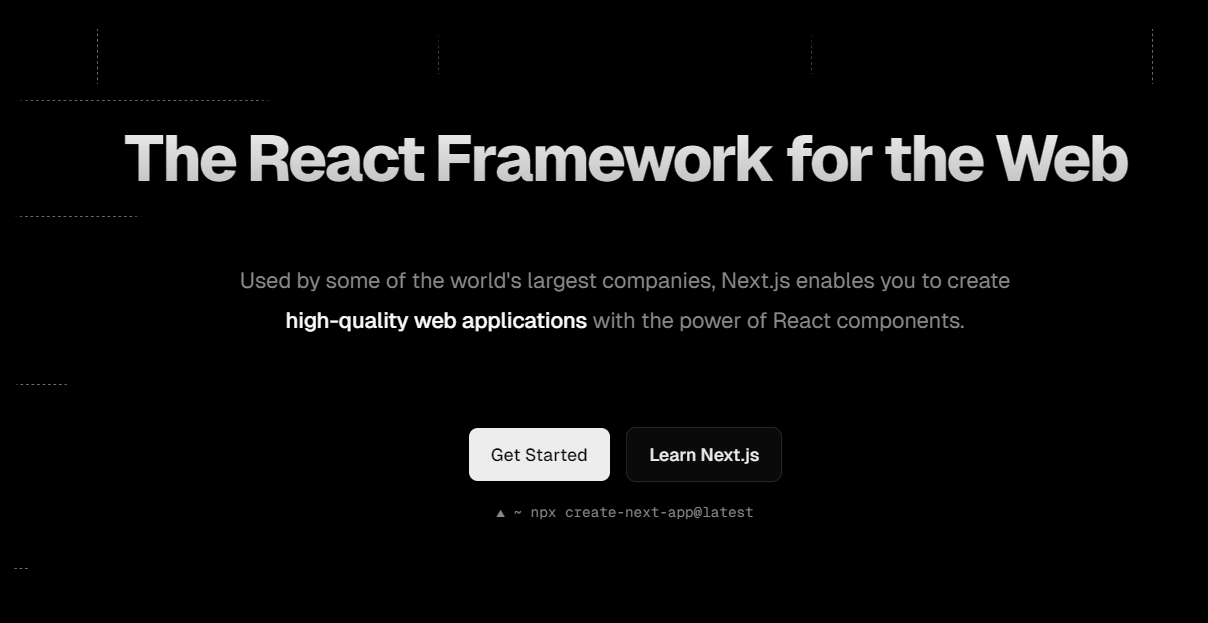 The React Framework for the Web
Used by some of the world's largest companies, Next.js enables you to create
high-quality web applications with the power of React components.
Get Started
Learn Next.js
▲ ~ npx create-next-app@latest